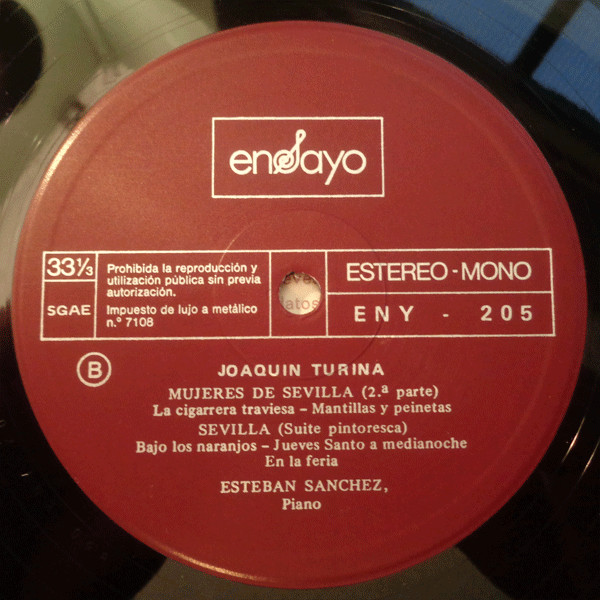 ensayo
33⅓
SGAE
Prohibida la reproducción y
utilización pública sin previa
autorización.
Impuesto de lujo a metálico
n.º 7108
ESTEREO - MONO
ENY - 205
B
JOAQUIN TURINA
MUJERES DE SEVILLA (2.ª parte)
La cigarrera traviesa - Mantillas y peinetas
SEVILLA (Suite pintoresca)
Bajo los naranjos - Jueves Santo a medianoche
En la feria
ESTEBAN SANCHEZ,
Piano